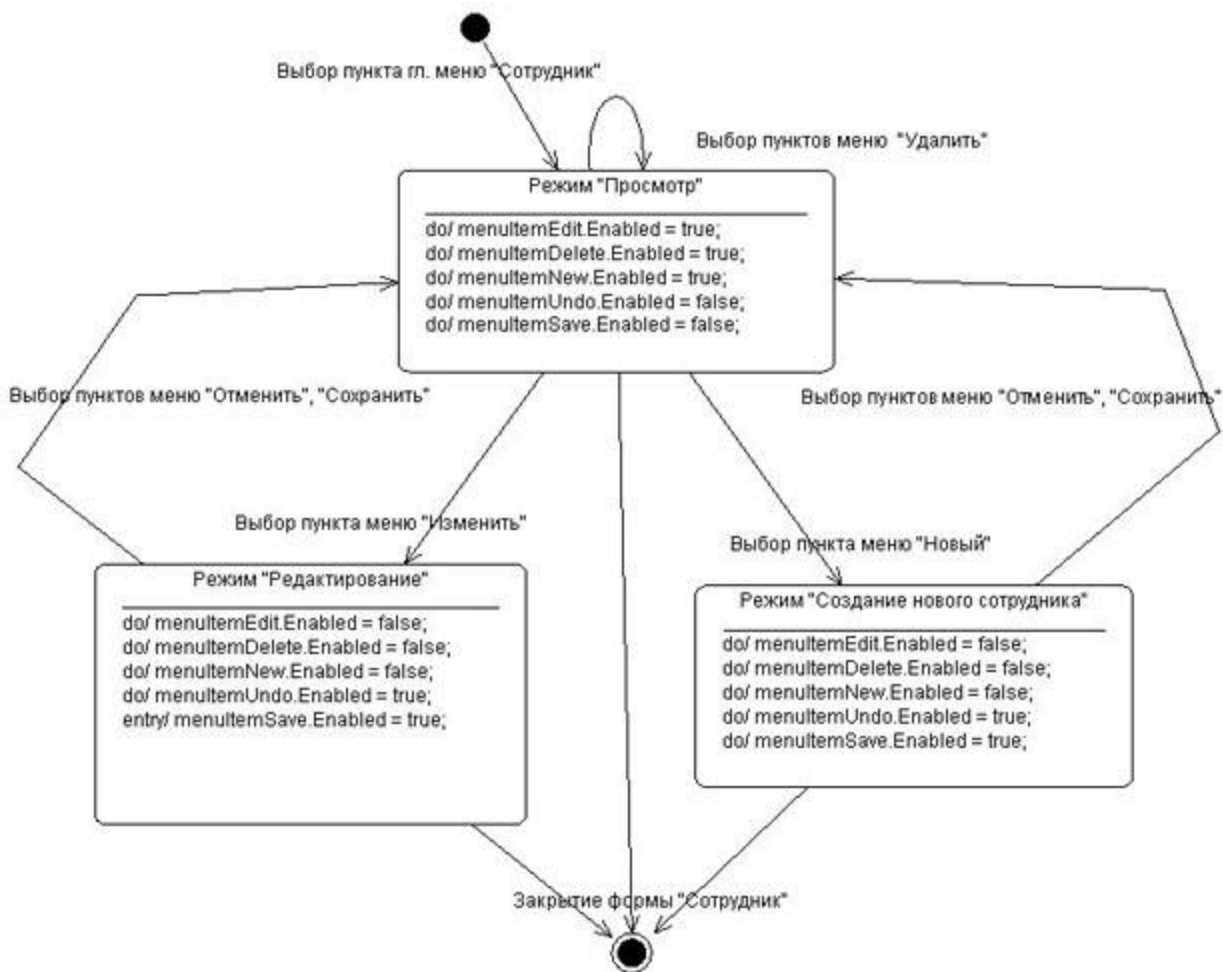 Выбор пункта гл. меню "Сотрудник"
Выбор пунктов меню "Удалить"
Режим "Просмотр"
do/ menuItemEdit.Enabled = true;
do/ menuItemDelete.Enabled = true;
do/ menuItemNew.Enabled = true;
do/ menuItemUndo.Enabled = false;
do/ menuItemSave.Enabled = false;
Выбор пунктов меню "Отменить", "Сохранить"
Выбор пунктов меню "Отменить", "Сохранить"
Выбор пункта меню "Изменить"
Выбор пункта меню "Новый"
Режим "Редактирование"
do/ menuItemEdit.Enabled = false;
do/ menuItemDelete.Enabled = false;
do/ menuItemNew.Enabled = false;
do/ menuItemUndo.Enabled = true;
entry/ menuItemSave.Enabled = true;
Режим "Создание нового сотрудника"
do/ menuItemEdit.Enabled = false;
do/ menuItemDelete.Enabled = false;
do/ menuItemNew.Enabled = false;
do/ menuItemUndo.Enabled = true;
do/ menuItemSave.Enabled = true;
Закрытие формы "Сотрудник"